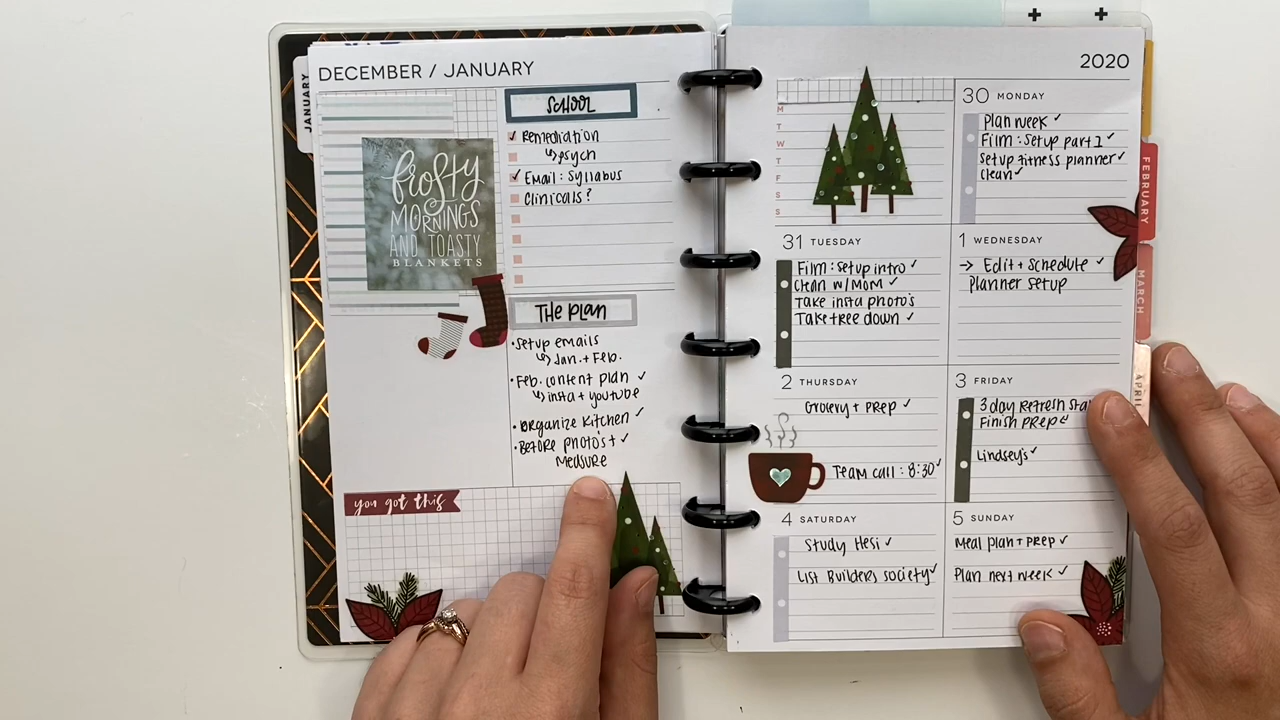 DECEMBER / JANUARY
JANUARY
frosty
MORNINGS
AND TOASTY
BLANKETS
SCHOOL
✓ Remediation
↳ psych
✓ Email: Syllabus
Clinicals?
THE PLAN
• Setup emails
↳ Jan. + Feb.
• Feb. content plan ✓
↳ insta + youtube
• Organize Kitchen ✓
• Before photo's + ✓
Measure
you got this
2020
M
T
W
T
F
S
S
30 MONDAY
Plan week ✓
Film: Setup part 1 ✓
Setup fitness planner ✓
Clean ✓
31 TUESDAY
Film: Setup intro ✓
Clean w/ Mom ✓
Take insta photo's
Take tree down ✓
1 WEDNESDAY
→ Edit + Schedule ✓
Planner Setup
2 THURSDAY
Grocery + Prep ✓
Team call: 8:30 ✓
3 FRIDAY
3 day Refresh
Finish PREP ✓
Lindsey's ✓
4 SATURDAY
Study Hesi ✓
List Builders society ✓
5 SUNDAY
Meal plan + PREP ✓
Plan next week ✓
FEBRUARY
MARCH
APRIL